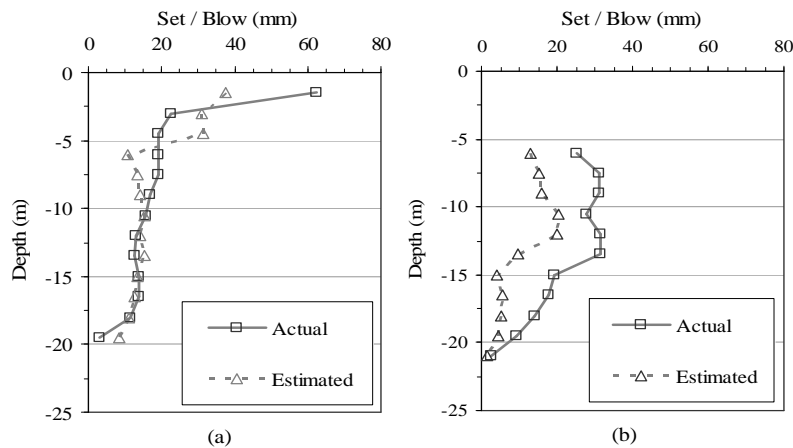 Set / Blow (mm)
0 20 40 60 80
0
-5
-10
-15
-20
-25
Depth (m)
Actual
Estimated
(a)
Set / Blow (mm)
0 20 40 60 80
0
-5
-10
-15
-20
-25
Depth (m)
Actual
Estimated
(b)